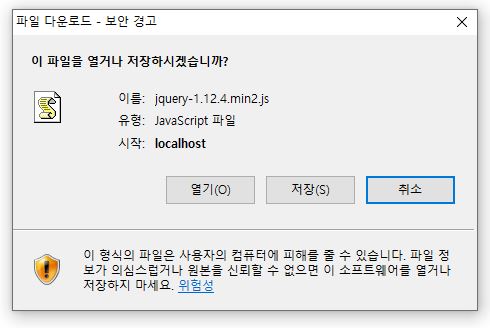 파일 다운로드 - 보안 경고
이 파일을 열거나 저장하시겠습니까?
이름: jquery-1.12.4.min2.js
유형: JavaScript 파일
시작: localhost
열기(O) 저장(S) 취소
이 형식의 파일은 사용자의 컴퓨터에 피해를 줄 수 있습니다. 파일 정
보가 의심스럽거나 원본을 신뢰할 수 없으면 이 소프트웨어를 열거나
저장하지 마세요. 위험성